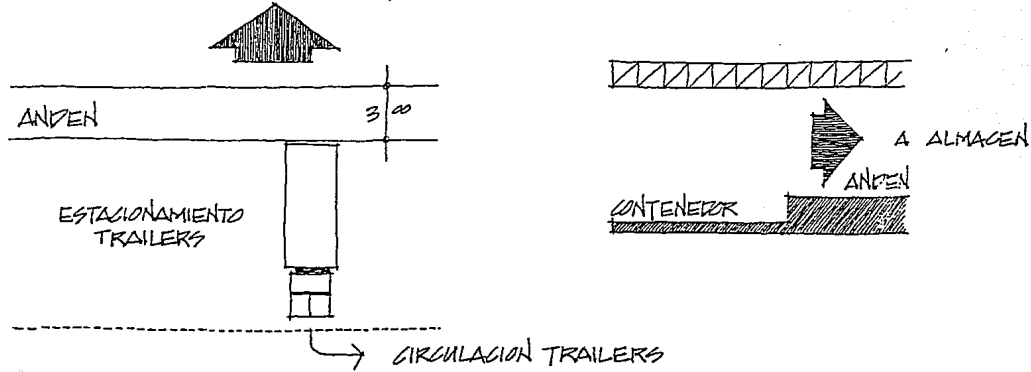 ANDEN
3 00
ESTACIONAMIENTO
TRAILERS
CIRCULACION TRAILERS
A ALMACEN
ANDEN
CONTENEDOR